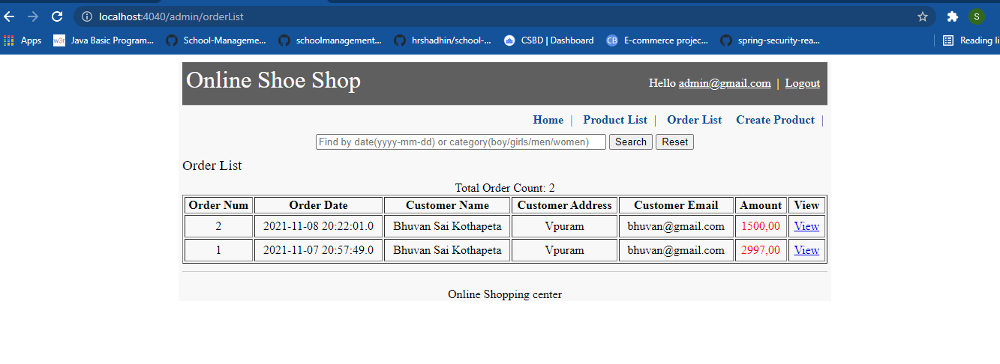 localhost:4040/admin/orderList
S
Apps w3r Java Basic Program... School-Manageme... schoolmanagement... hrshadhin/school-... CSBD | Dashboard CB E-commerce projec... spring-security-rea... Reading li
Online Shoe Shop Hello admin@gmail.com | Logout
Home | Product List | Order List Create Product |
Find by date(yyyy-mm-dd) or category(boy/girls/men/women) Search Reset
Order List
Total Order Count: 2
Order Num Order Date Customer Name Customer Address Customer Email Amount View
2 2021-11-08 20:22:01.0 Bhuvan Sai Kothapeta Vpuram bhuvan@gmail.com 1500,00 View
1 2021-11-07 20:57:49.0 Bhuvan Sai Kothapeta Vpuram bhuvan@gmail.com 2997,00 View
Online Shopping center